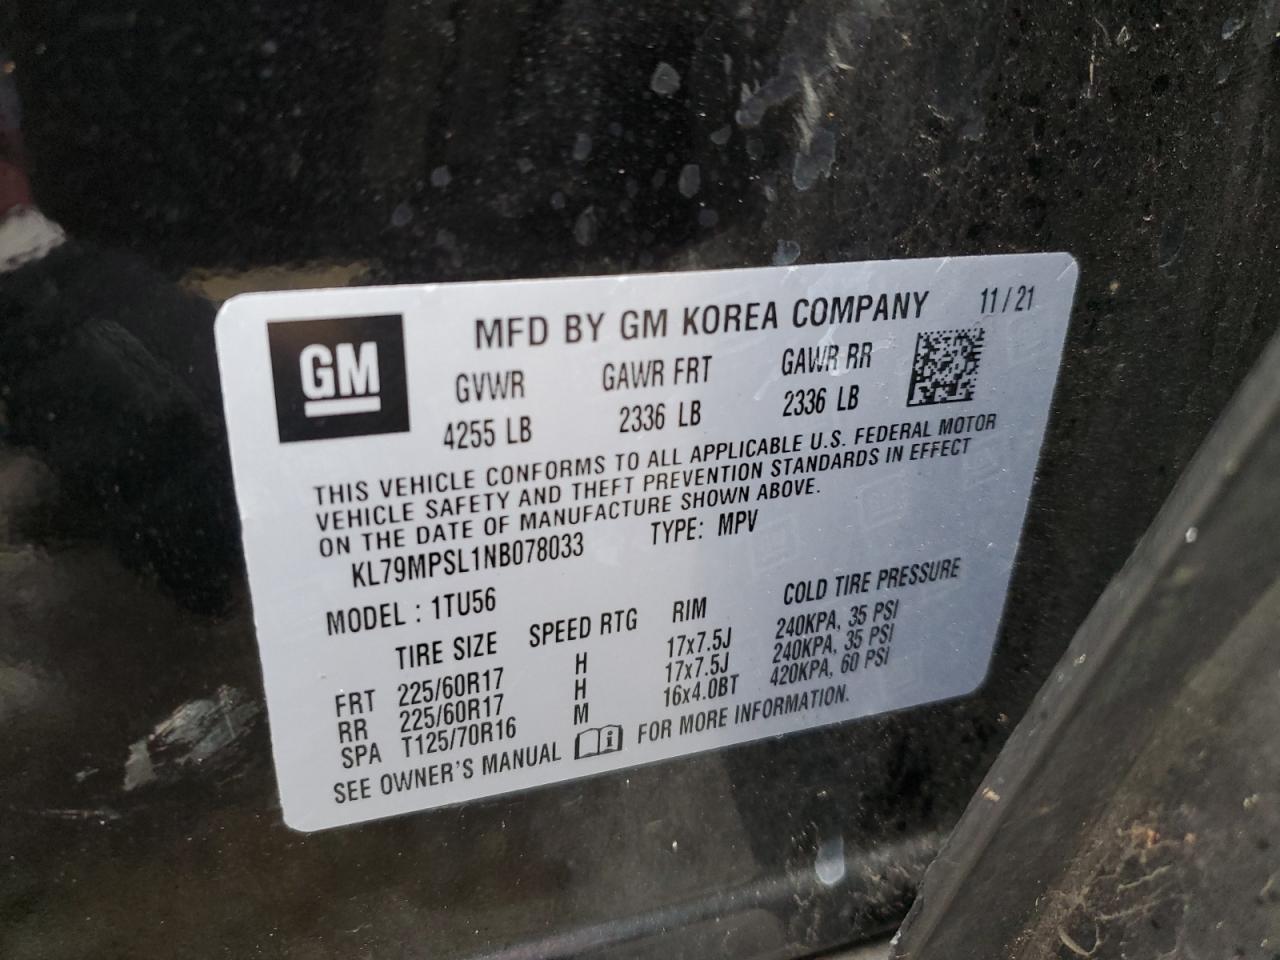 GM
MFD BY GM KOREA COMPANY 11/21
GVWR GAWR FRT GAWR RR
4255 LB 2336 LB 2336 LB
THIS VEHICLE CONFORMS TO ALL APPLICABLE U.S. FEDERAL MOTOR
VEHICLE SAFETY AND THEFT PREVENTION STANDARDS IN EFFECT
ON THE DATE OF MANUFACTURE SHOWN ABOVE.
KL79MPSL1NB078033 TYPE: MPV
MODEL : 1TU56
TIRE SIZE SPEED RTG RIM COLD TIRE PRESSURE
FRT 225/60R17 H 17x7.5J 240KPA, 35 PSI
RR 225/60R17 H 17x7.5J 240KPA, 35 PSI
SPA T125/70R16 M 16x4.0BT 420KPA, 60 PSI
SEE OWNER'S MANUAL i FOR MORE INFORMATION.